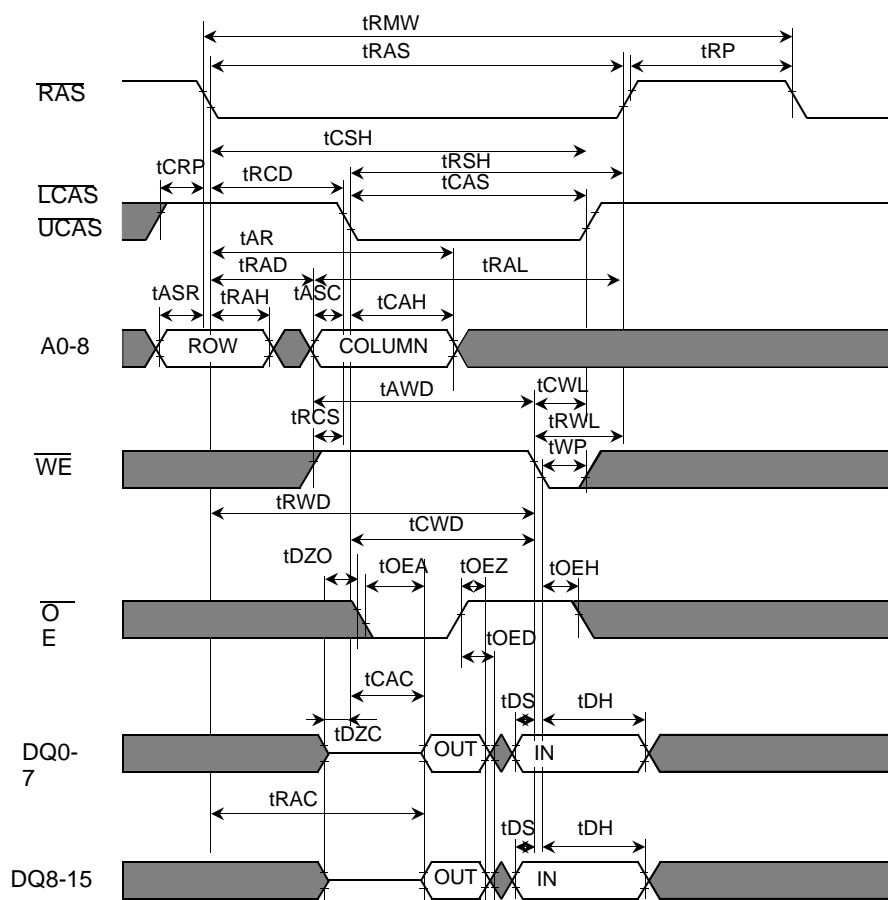 tRMW
tRAS
tRP
RAS
tCSH
tRSH
tCRP
tRCD
tCAS
LCAS
UCAS
tAR
tRAD
tRAL
tASR
tRAH
tASC
tCAH
A0-8
ROW
COLUMN
tAWD
tCWL
tRCS
tRWL
tWP
WE
tRWD
tCWD
tDZO
tOEA
tOEZ
tOEH
O
E
tOED
tCAC
tDS
tDH
tDZC
DQ0-
7
OUT
IN
tRAC
tDS
tDH
DQ8-15
OUT
IN